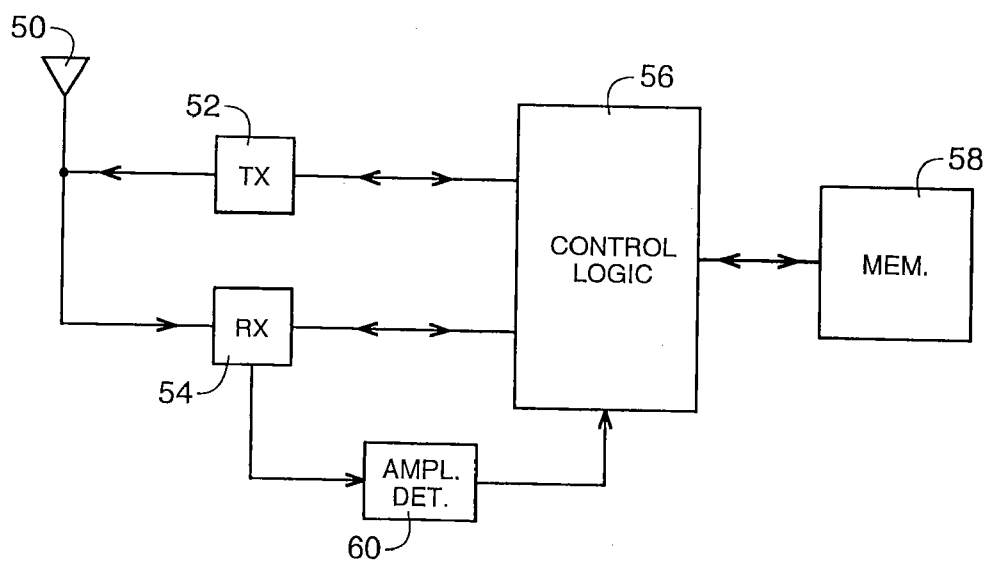 50
52
TX
56
CONTROL
LOGIC
58
MEM.
RX
54
AMPL.
DET.
60